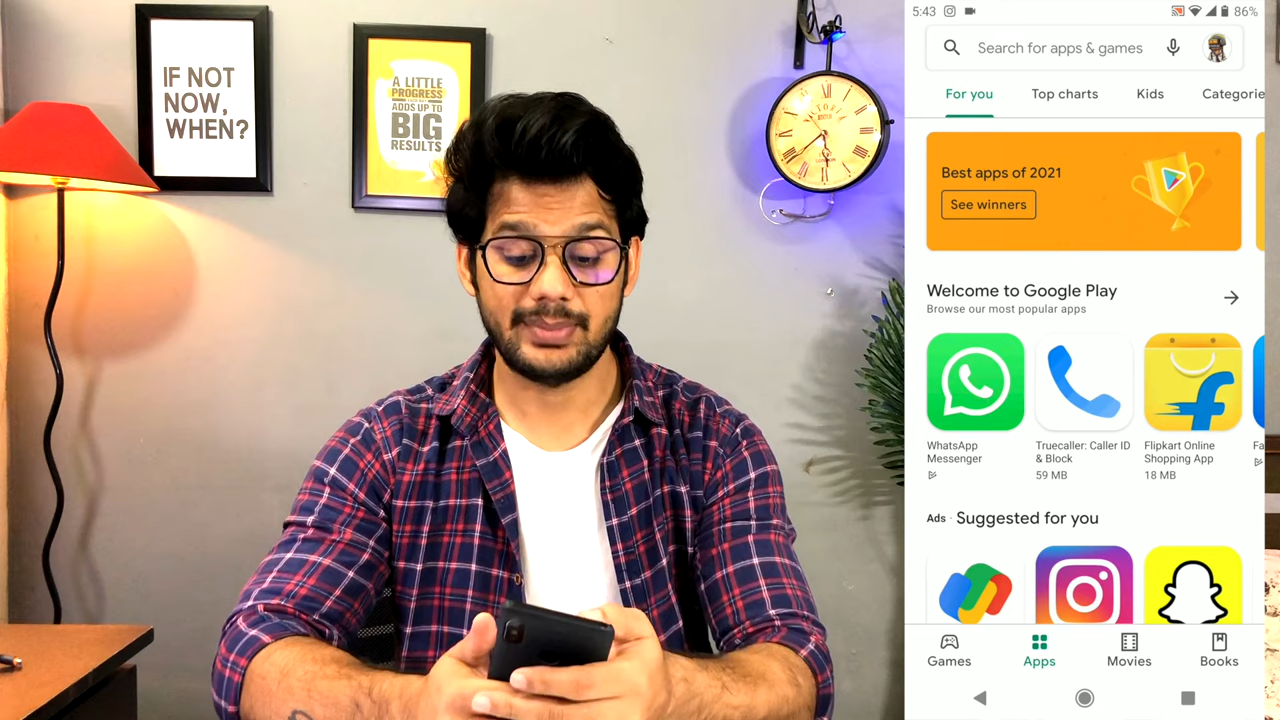 IF NOT
NOW,
WHEN?
A LITTLE
PROGRESS
ADDS UP TO
BIG
RESULTS
5:43
86%
Search for apps & games
For you
Top charts
Kids
Categorie
Best apps of 2021
See winners
Welcome to Google Play
Browse our most popular apps
WhatsApp
Messenger
Truecaller: Caller ID
& Block
59 MB
Flipkart Online
Shopping App
18 MB
Fa
Ads · Suggested for you
Games
Apps
Movies
Books